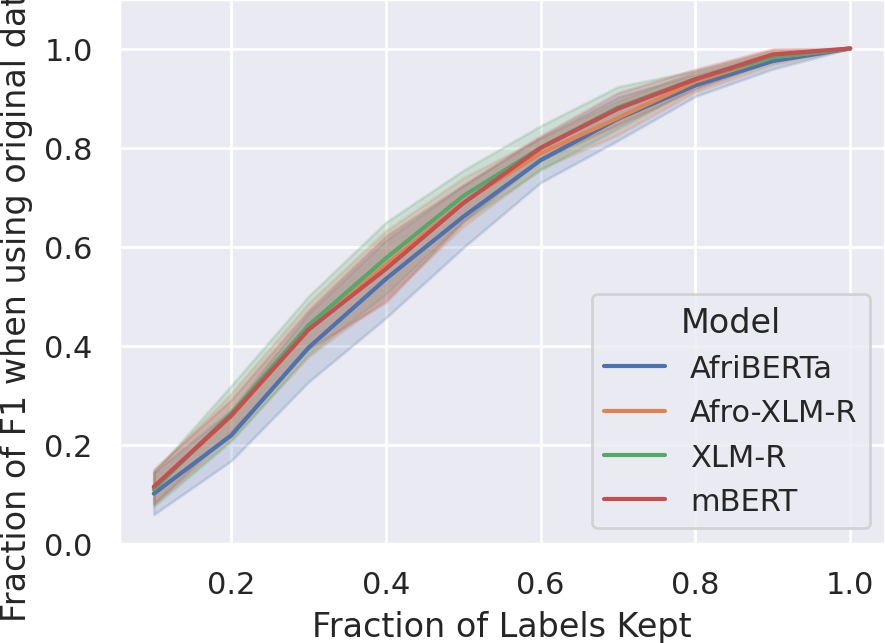 Fraction of F1 when using original dat
1.0
0.8
0.6
0.4
0.2
0.0
Model
AfriBERTa
Afro-XLM-R
XLM-R
mBERT
0.2 0.4 0.6 0.8 1.0
Fraction of Labels Kept